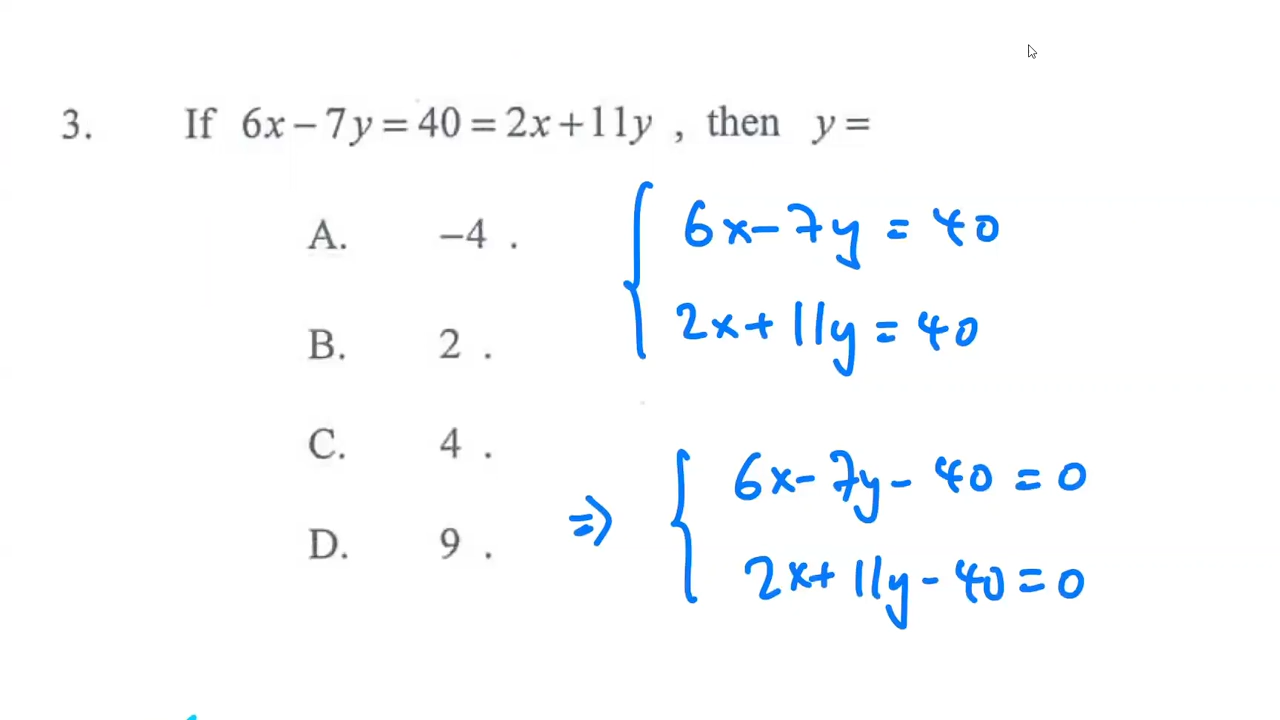 3. If 6x − 7y = 40 = 2x + 11y , then y =
A. −4 .
6x − 7y = 40
B. 2 .
2x + 11y = 40
C. 4 .
6x − 7y − 40 = 0
D. 9 .
⇒
2x + 11y − 40 = 0